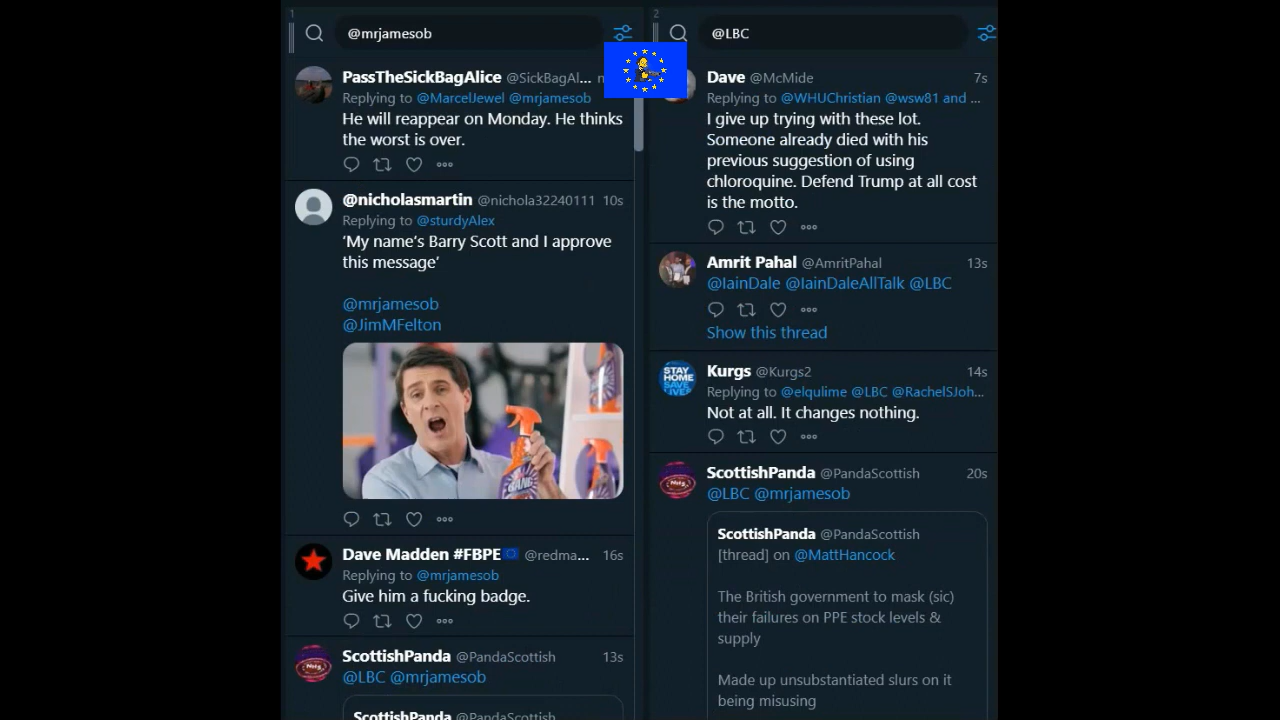 1
@mrjamesob
PassTheSickBagAlice @SickBagAl...
Replying to @MarcelJewel @mrjamesob
He will reappear on Monday. He thinks
the worst is over.
@nicholasmartin @nichola32240111 10s
Replying to @sturdyAlex
‘My name’s Barry Scott and I approve
this message’
@mrjamesob
@JimMFelton
BANG
Dave Madden #FBPE @redma... 16s
Replying to @mrjamesob
Give him a fucking badge.
ScottishPanda @PandaScottish 13s
@LBC @mrjamesob
ScottishPanda @PandaScottish
2
@LBC
Dave @McMide 7s
Replying to @WHUChristian @wsw81 and ...
I give up trying with these lot.
Someone already died with his
previous suggestion of using
chloroquine. Defend Trump at all cost
is the motto.
Amrit Pahal @AmritPahal 13s
@IainDale @IainDaleAllTalk @LBC
Show this thread
STAY
HOME
SAVE
LIVES
Kurgs @Kurgs2 14s
Replying to @elqulime @LBC @RachelSJoh...
Not at all. It changes nothing.
ScottishPanda @PandaScottish 20s
@LBC @mrjamesob
ScottishPanda @PandaScottish
[thread] on @MattHancock
The British government to mask (sic)
their failures on PPE stock levels &
supply
Made up unsubstantiated slurs on it
being misusing